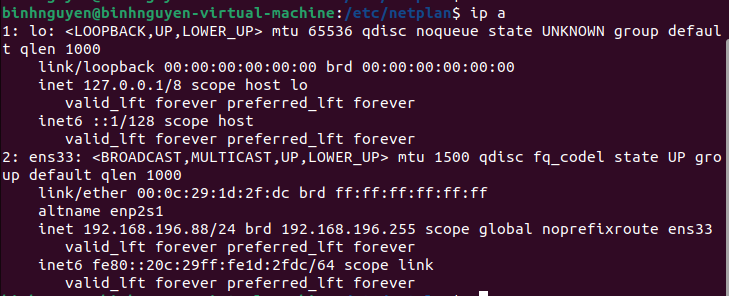 binhnguyen@binhnguyen-virtual-machine:/etc/netplan$ ip a
1: lo: <LOOPBACK,UP,LOWER_UP> mtu 65536 qdisc noqueue state UNKNOWN group defaul
t qlen 1000
    link/loopback 00:00:00:00:00:00 brd 00:00:00:00:00:00
    inet 127.0.0.1/8 scope host lo
       valid_lft forever preferred_lft forever
    inet6 ::1/128 scope host
       valid_lft forever preferred_lft forever
2: ens33: <BROADCAST,MULTICAST,UP,LOWER_UP> mtu 1500 qdisc fq_codel state UP gro
up default qlen 1000
    link/ether 00:0c:29:1d:2f:dc brd ff:ff:ff:ff:ff:ff
    altname enp2s1
    inet 192.168.196.88/24 brd 192.168.196.255 scope global noprefixroute ens33
       valid_lft forever preferred_lft forever
    inet6 fe80::20c:29ff:fe1d:2fdc/64 scope link
       valid_lft forever preferred_lft forever